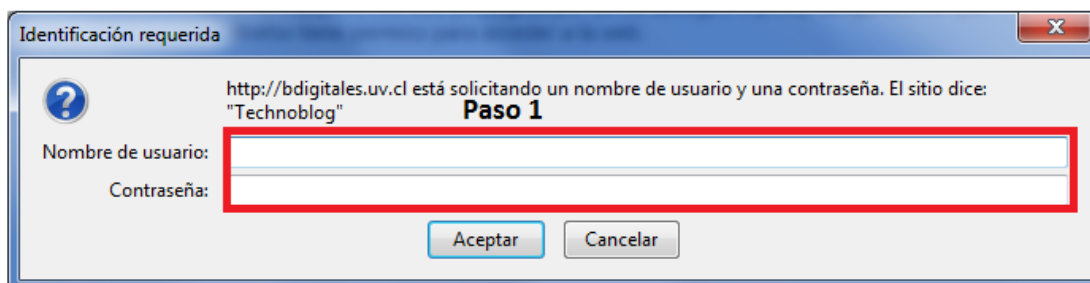 Identificación requerida
http://bdigitales.uv.cl está solicitando un nombre de usuario y una contraseña. El sitio dice:
"Technoblog"
Paso 1
Nombre de usuario:
Contraseña:
Aceptar
Cancelar